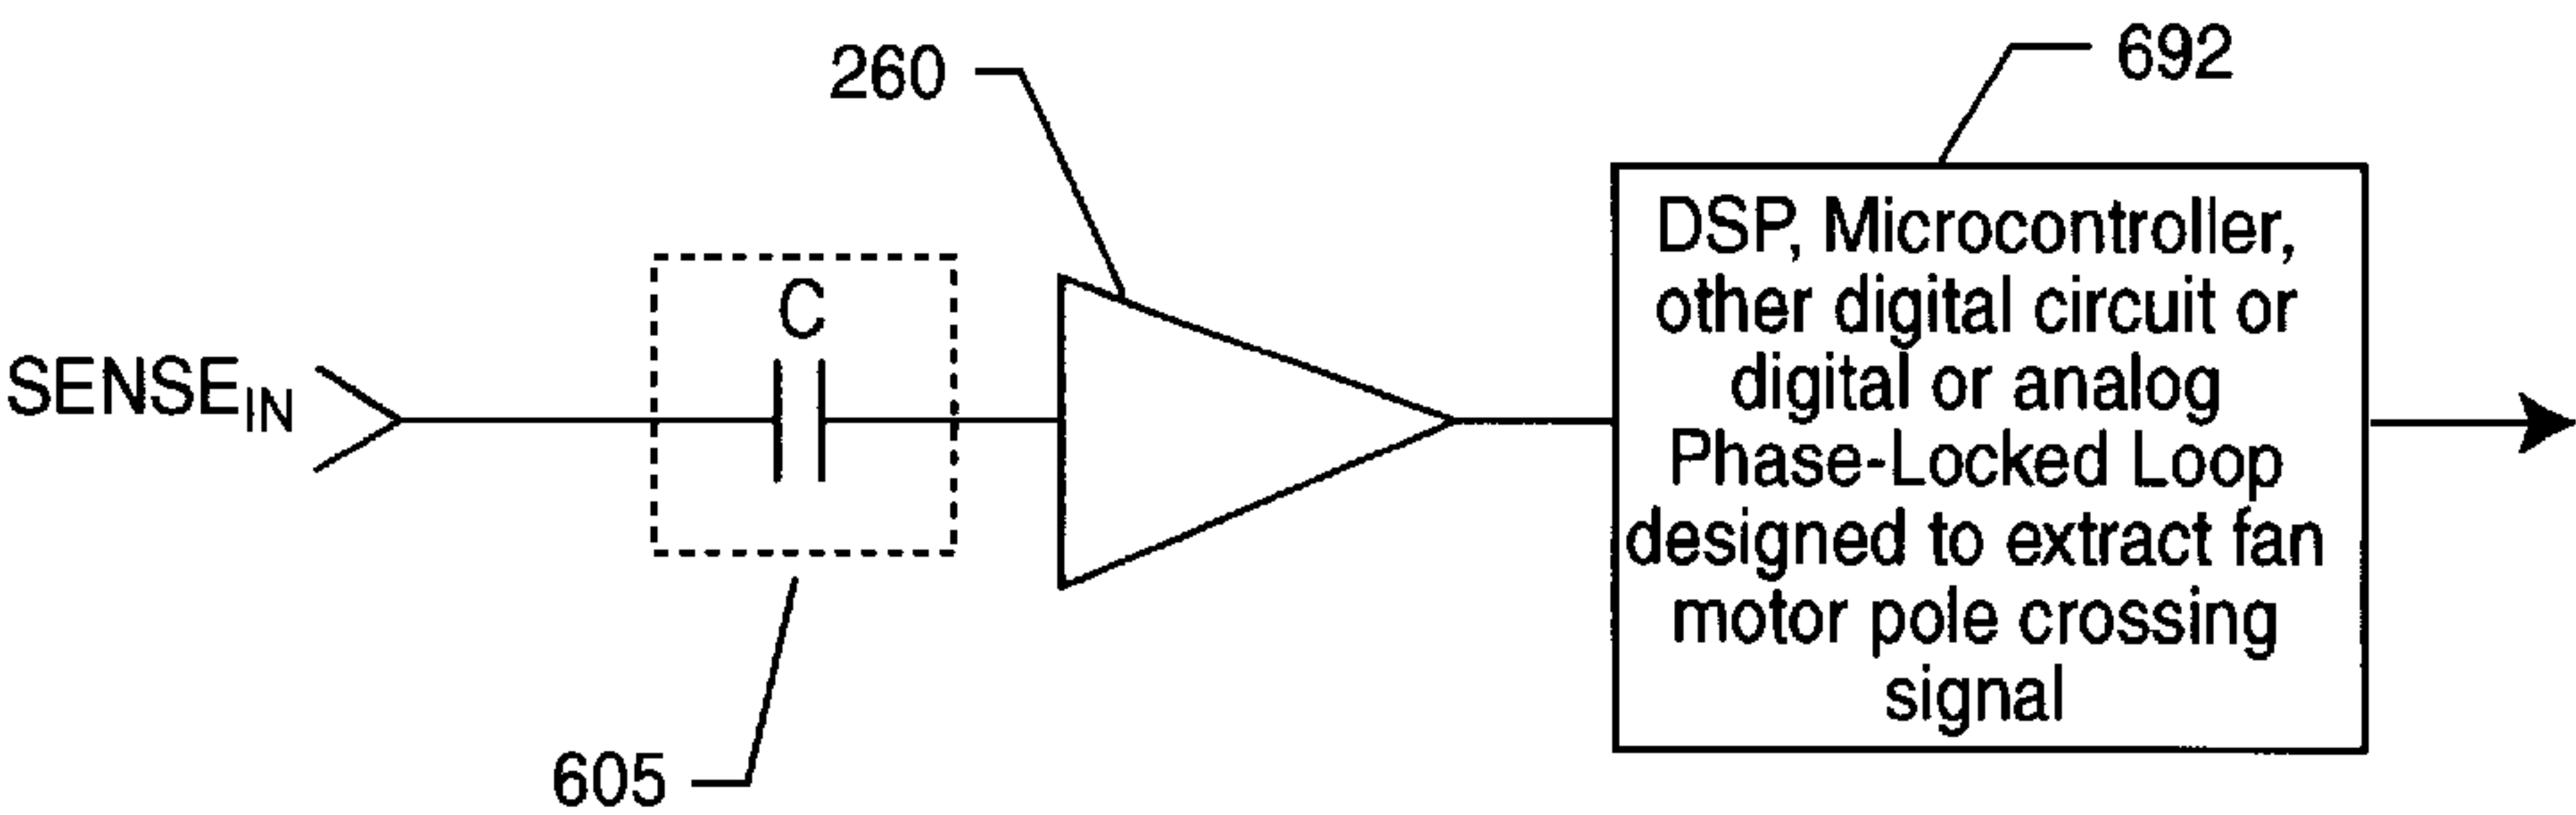 260
692
C
SENSEIN
DSP, Microcontroller,
other digital circuit or
digital or analog
Phase-Locked Loop
designed to extract fan
motor pole crossing
signal
605